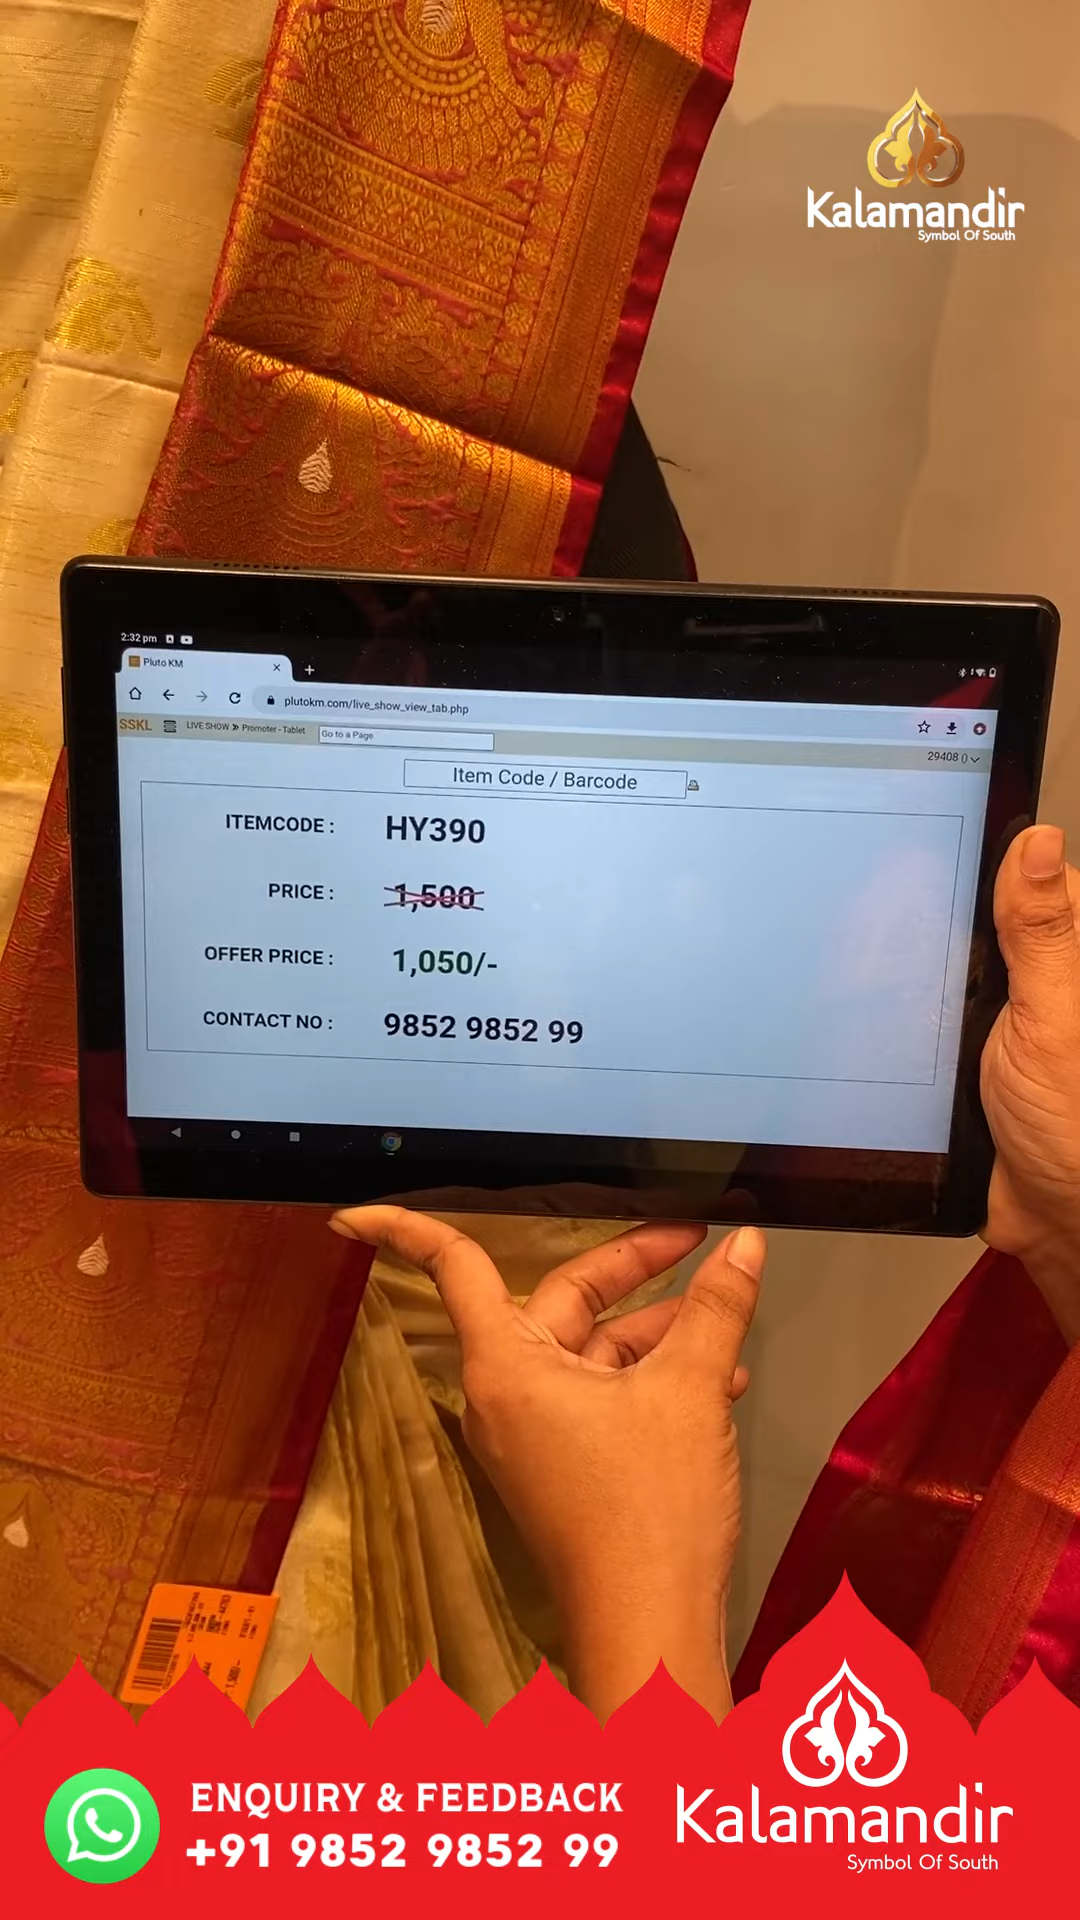 Kalamandir
Symbol Of South
2:32 pm
Pluto KM
plutokm.com/live_show_view_tab.php
SSKL
LIVE SHOW » Promoter - Tablet
Go to a Page
29408 ()
Item Code / Barcode
ITEMCODE : HY390
PRICE : 1,500
OFFER PRICE : 1,050/-
CONTACT NO : 9852 9852 99
ENQUIRY & FEEDBACK
+91 9852 9852 99
Kalamandir
Symbol Of South